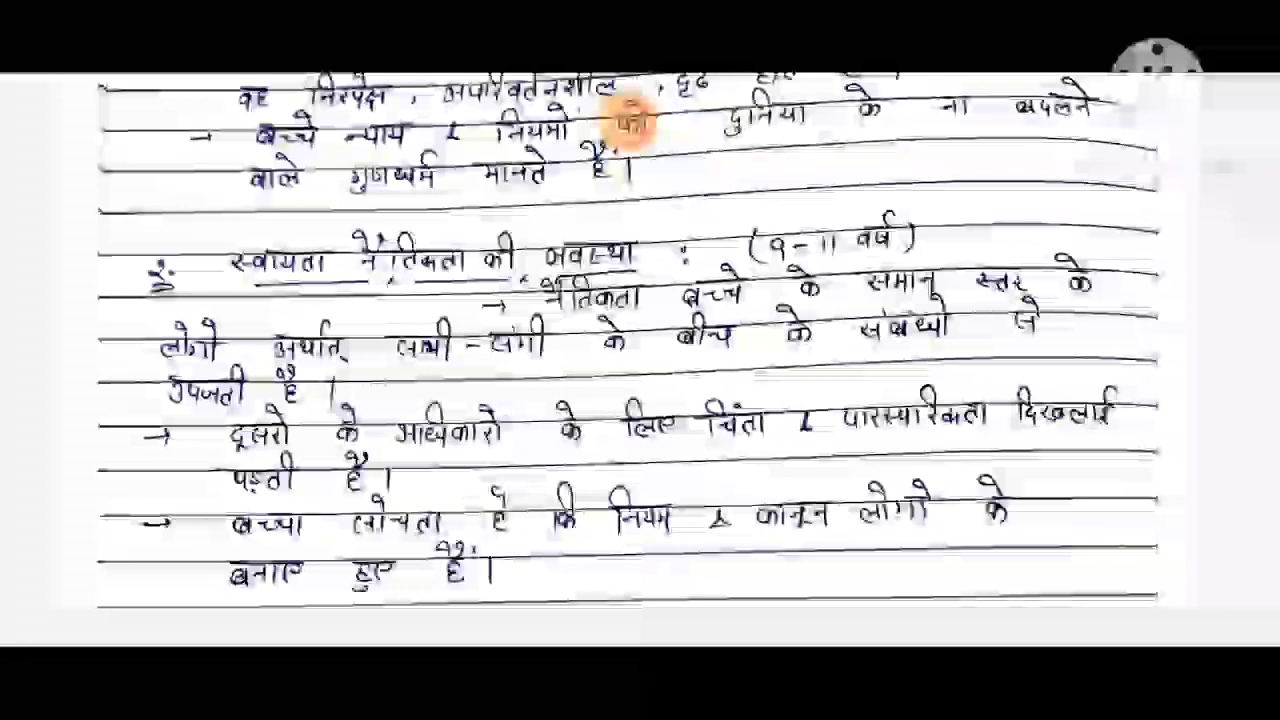 वह निरपेक्ष, अपरिवर्तनशील, दृढ
→ बच्चे न्याय & नियमो को दुनिया के ना बदलने
वाले गुणधर्म मानते हैं।
इ. स्वायता नैतिकता की अवस्था : (9-11 वर्ष)
→ नैतिकता बच्चे के समान स्तर के
लोगो अर्थात् साथी-संगी के बीच के संबंधो से
उपजती है।
→ दूसरो के अधिकारो के लिए चिंता & पारस्पारिकता दिखलाई
पड़ती है।
→ बच्चा सोचता है कि नियम & कानून लोगो के
बनाए हुए हैं।